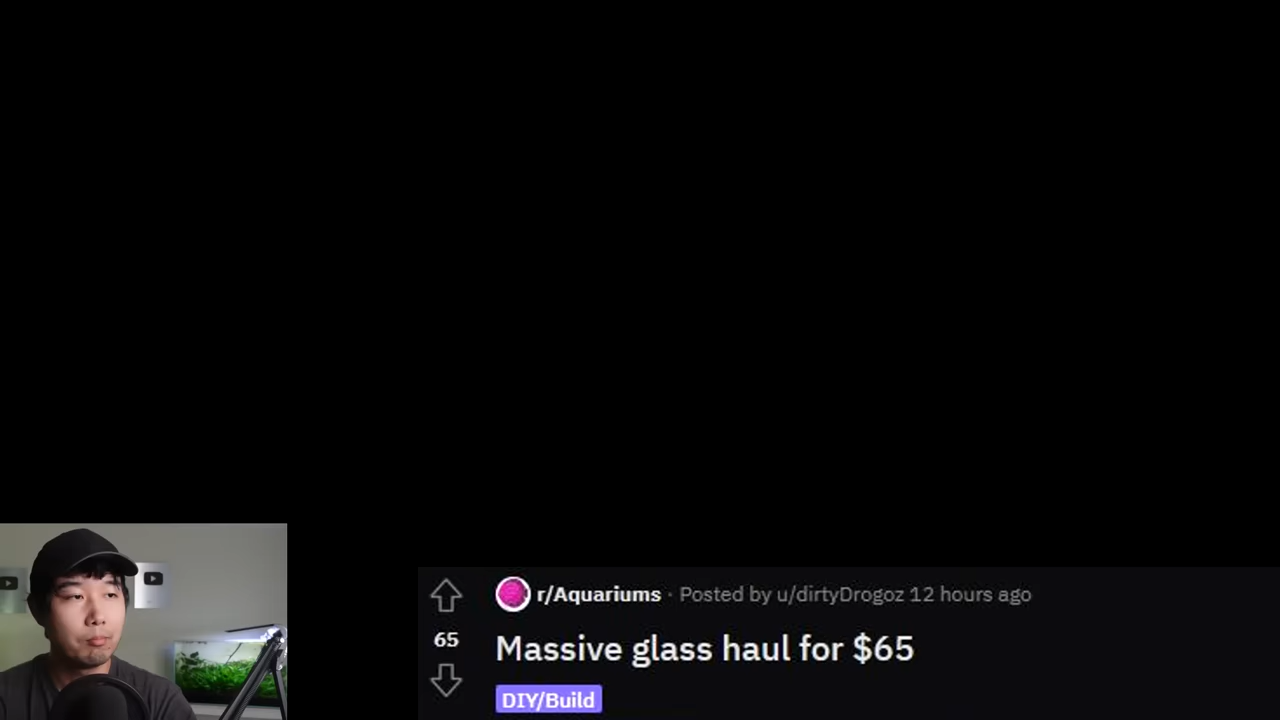 r/Aquariums · Posted by u/dirtyDrogoz 12 hours ago
65
Massive glass haul for $65
DIY/Build